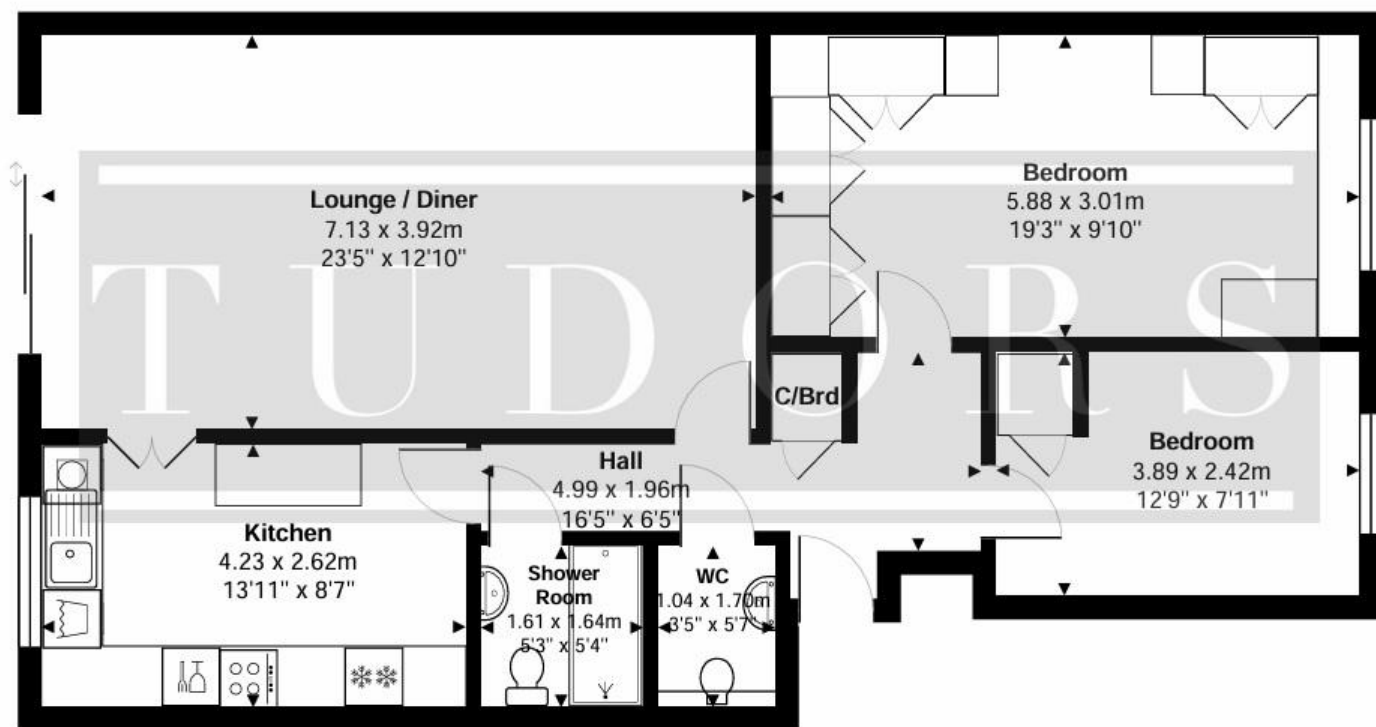 Lounge / Diner
7.13 x 3.92m
23'5" x 12'10"
Bedroom
5.88 x 3.01m
19'3" x 9'10"
TUDORS
C/Brd
Bedroom
3.89 x 2.42m
12'9" x 7'11"
Hall
4.99 x 1.96m
16'5" x 6'5"
Kitchen
4.23 x 2.62m
13'11" x 8'7"
Shower
Room
1.61 x 1.64m
5'3" x 5'4"
WC
1.04 x 1.70m
3'5" x 5'7"